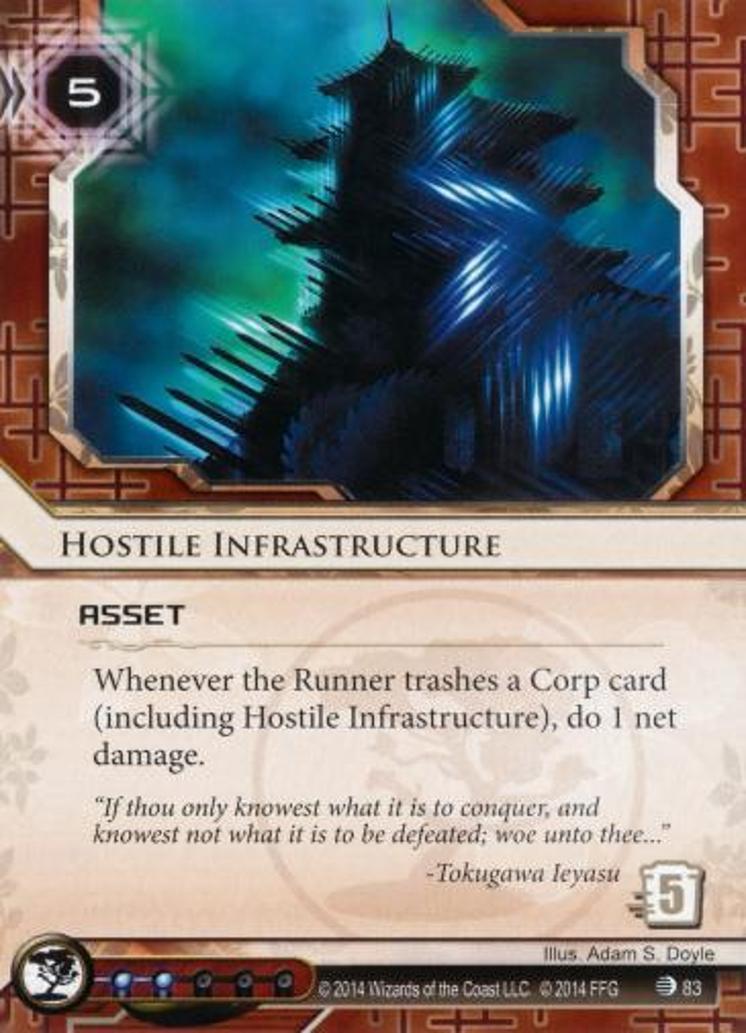 5
HOSTILE INFRASTRUCTURE
ASSET
Whenever the Runner trashes a Corp card
(including Hostile Infrastructure), do 1 net
damage.
“If thou only knowest what it is to conquer, and
knowest not what it is to be defeated; woe unto thee...”
-Tokugawa Ieyasu
5
Illus. Adam S. Doyle
© 2014 Wizards of the Coast LLC © 2014 FFG 83